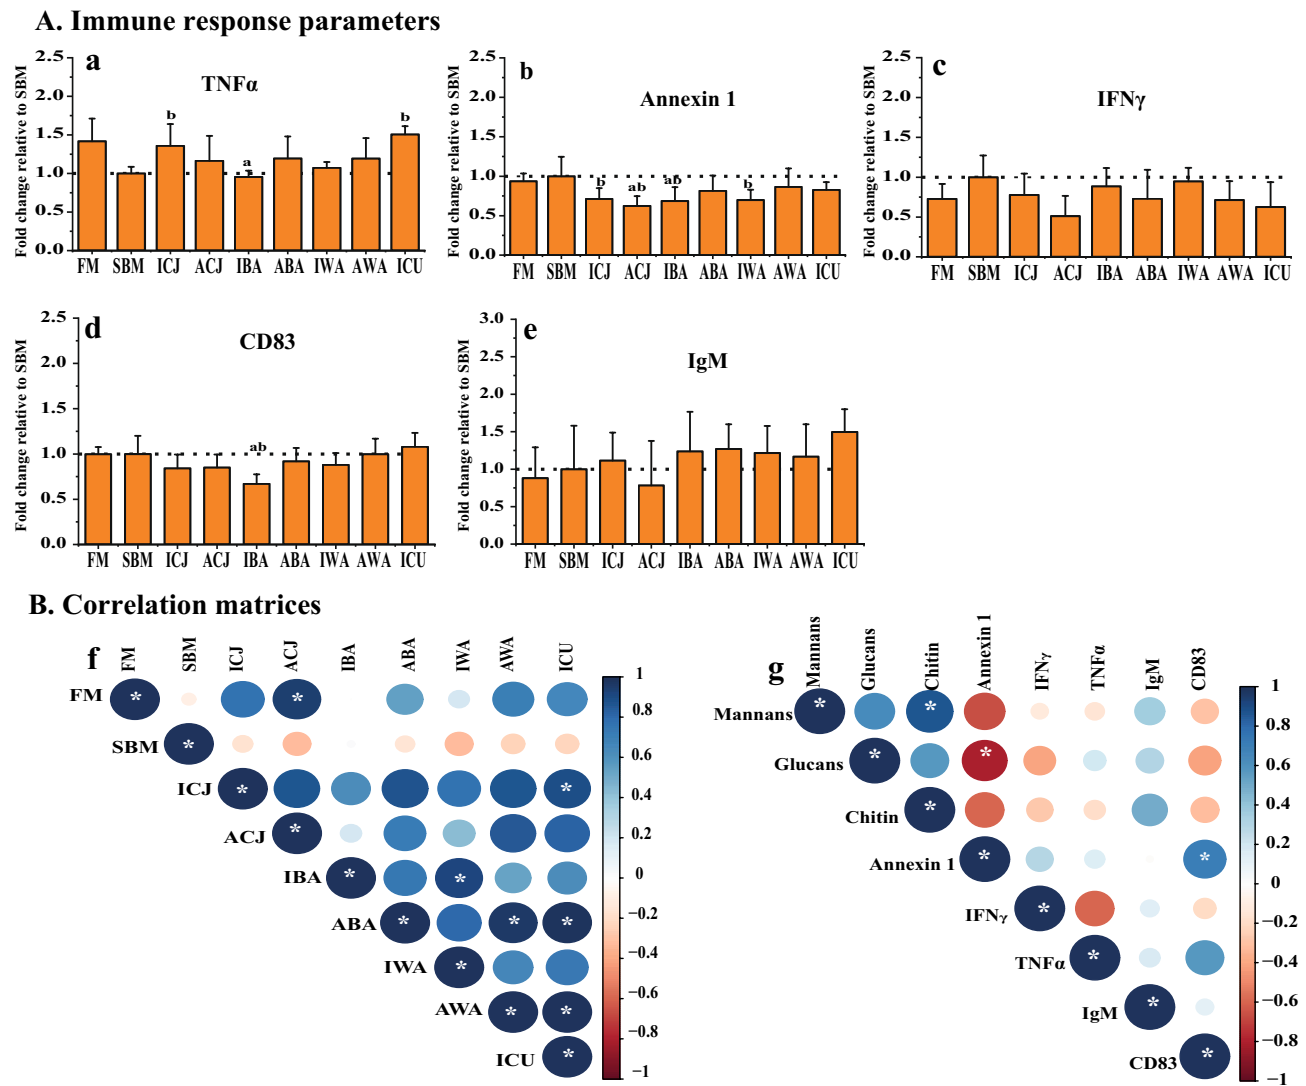 A. Immune response parameters
a
TNFα
Fold change relative to SBM
2.5
2.0
1.5
1.0
0.5
0.0
b
a
b
FM SBM ICJ ACJ IBA ABA IWA AWA ICU
b
Annexin 1
Fold change relative to SBM
2.5
2.0
1.5
1.0
0.5
0.0
b
ab
ab
b
FM SBM ICJ ACJ IBA ABA IWA AWA ICU
c
IFNγ
Fold change relative to SBM
2.5
2.0
1.5
1.0
0.5
0.0
FM SBM ICJ ACJ IBA ABA IWA AWA ICU
d
CD83
Fold change relative to SBM
2.5
2.0
1.5
1.0
0.5
0.0
ab
FM SBM ICJ ACJ IBA ABA IWA AWA ICU
e
IgM
Fold change relative to SBM
3.0
2.5
2.0
1.5
1.0
0.5
0.0
FM SBM ICJ ACJ IBA ABA IWA AWA ICU
B. Correlation matrices
f
FM SBM ICJ ACJ IBA ABA IWA AWA ICU
FM * *
SBM *
ICJ * *
ACJ *
IBA * *
ABA * * *
IWA *
AWA * *
ICU *
1
0.8
0.6
0.4
0.2
0
−0.2
−0.4
−0.6
−0.8
−1
g
Mannans Glucans Chitin Annexin 1 IFNγ TNFα IgM CD83
Mannans * *
Glucans * *
Chitin *
Annexin 1 * *
IFNγ *
TNFα *
IgM *
CD83 *
1
0.8
0.6
0.4
0.2
0
−0.2
−0.4
−0.6
−0.8
−1